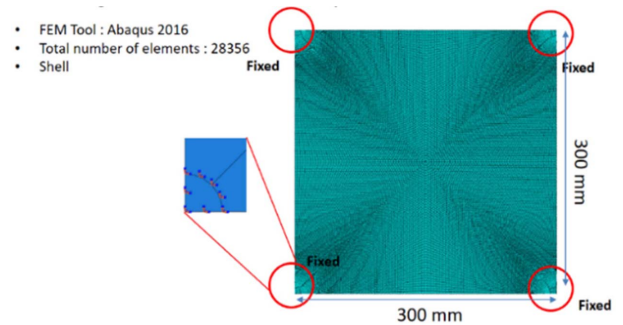 • FEM Tool : Abaqus 2016
• Total number of elements : 28356
• Shell
Fixed
Fixed
300 mm
Fixed
Fixed
300 mm